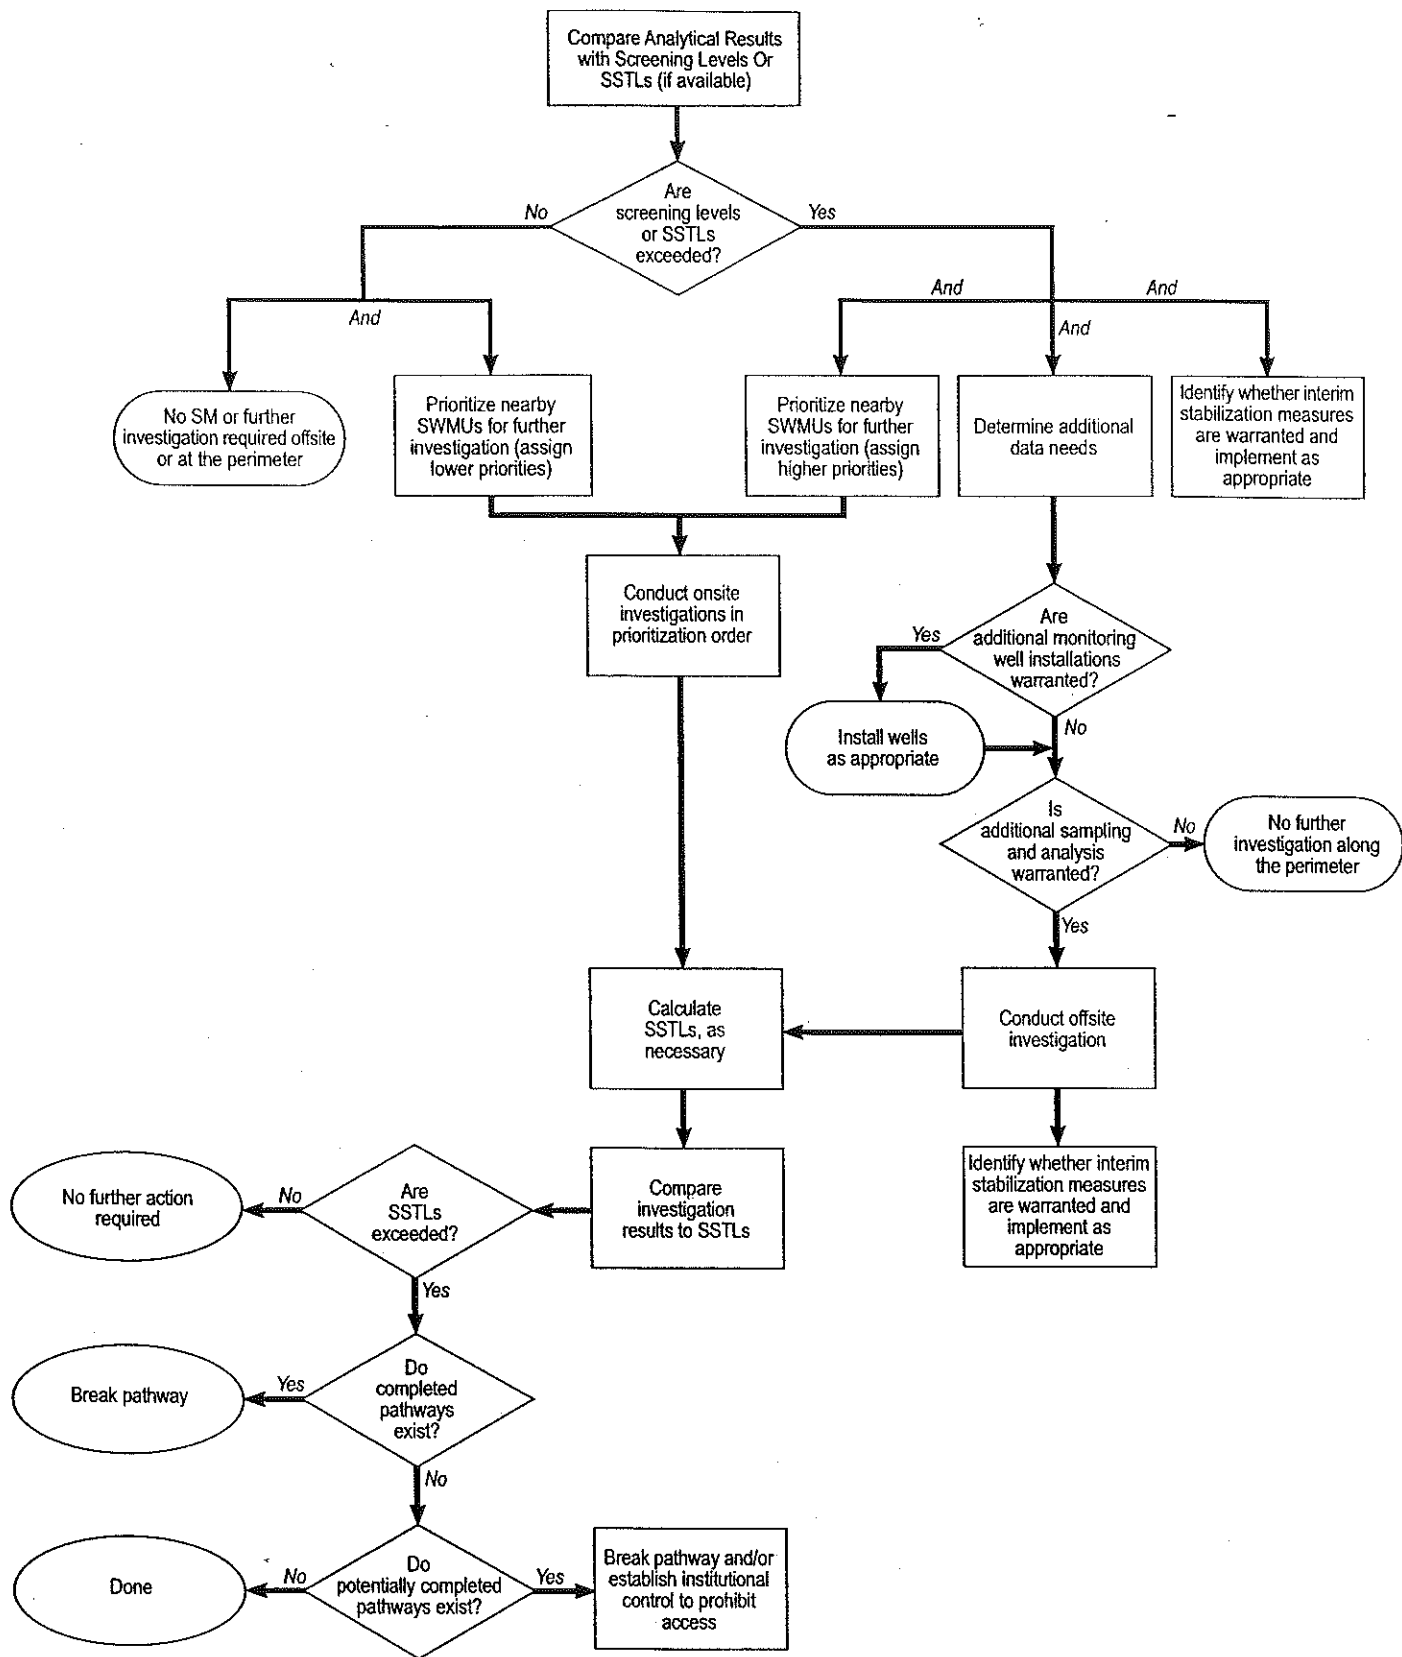 Compare Analytical Results
with Screening Levels Or
SSTLs (if available)
Are
screening levels
or SSTLs
exceeded?
No
Yes
And
And
And
And
No SM or further
investigation required offsite
or at the perimeter
Prioritize nearby
SWMUs for further
investigation (assign
lower priorities)
Prioritize nearby
SWMUs for further
investigation (assign
higher priorities)
Determine additional
data needs
Identify whether interim
stabilization measures
are warranted and
implement as
appropriate
Conduct onsite
investigations in
prioritization order
Are
additional monitoring
well installations
warranted?
Yes
No
Install wells
as appropriate
Is
additional sampling
and analysis
warranted?
No
Yes
No further
investigation along
the perimeter
Calculate
SSTLs, as
necessary
Conduct offsite
investigation
Identify whether interim
stabilization measures
are warranted and
implement as
appropriate
Compare
investigation
results to SSTLs
Are
SSTLs
exceeded?
No
Yes
No further action
required
Do
completed
pathways
exist?
Yes
No
Break pathway
Do
potentially completed
pathways exist?
No
Yes
Done
Break pathway and/or
establish institutional
control to prohibit
access